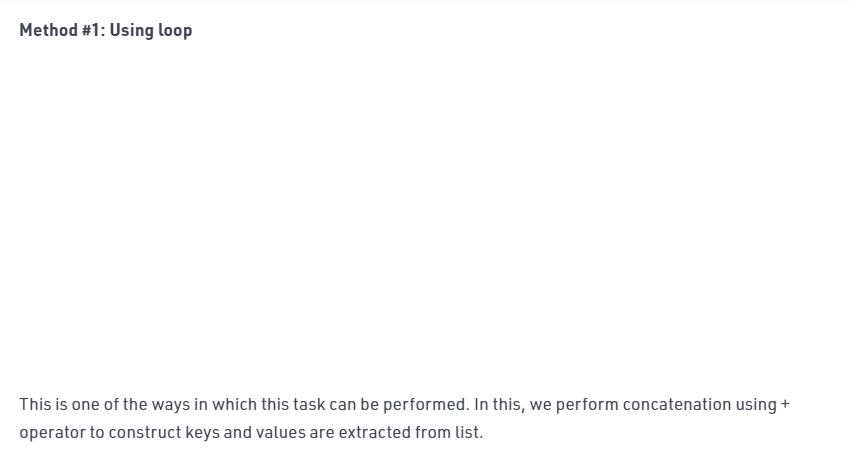 Method #1: Using loop
This is one of the ways in which this task can be performed. In this, we perform concatenation using +
operator to construct keys and values are extracted from list.